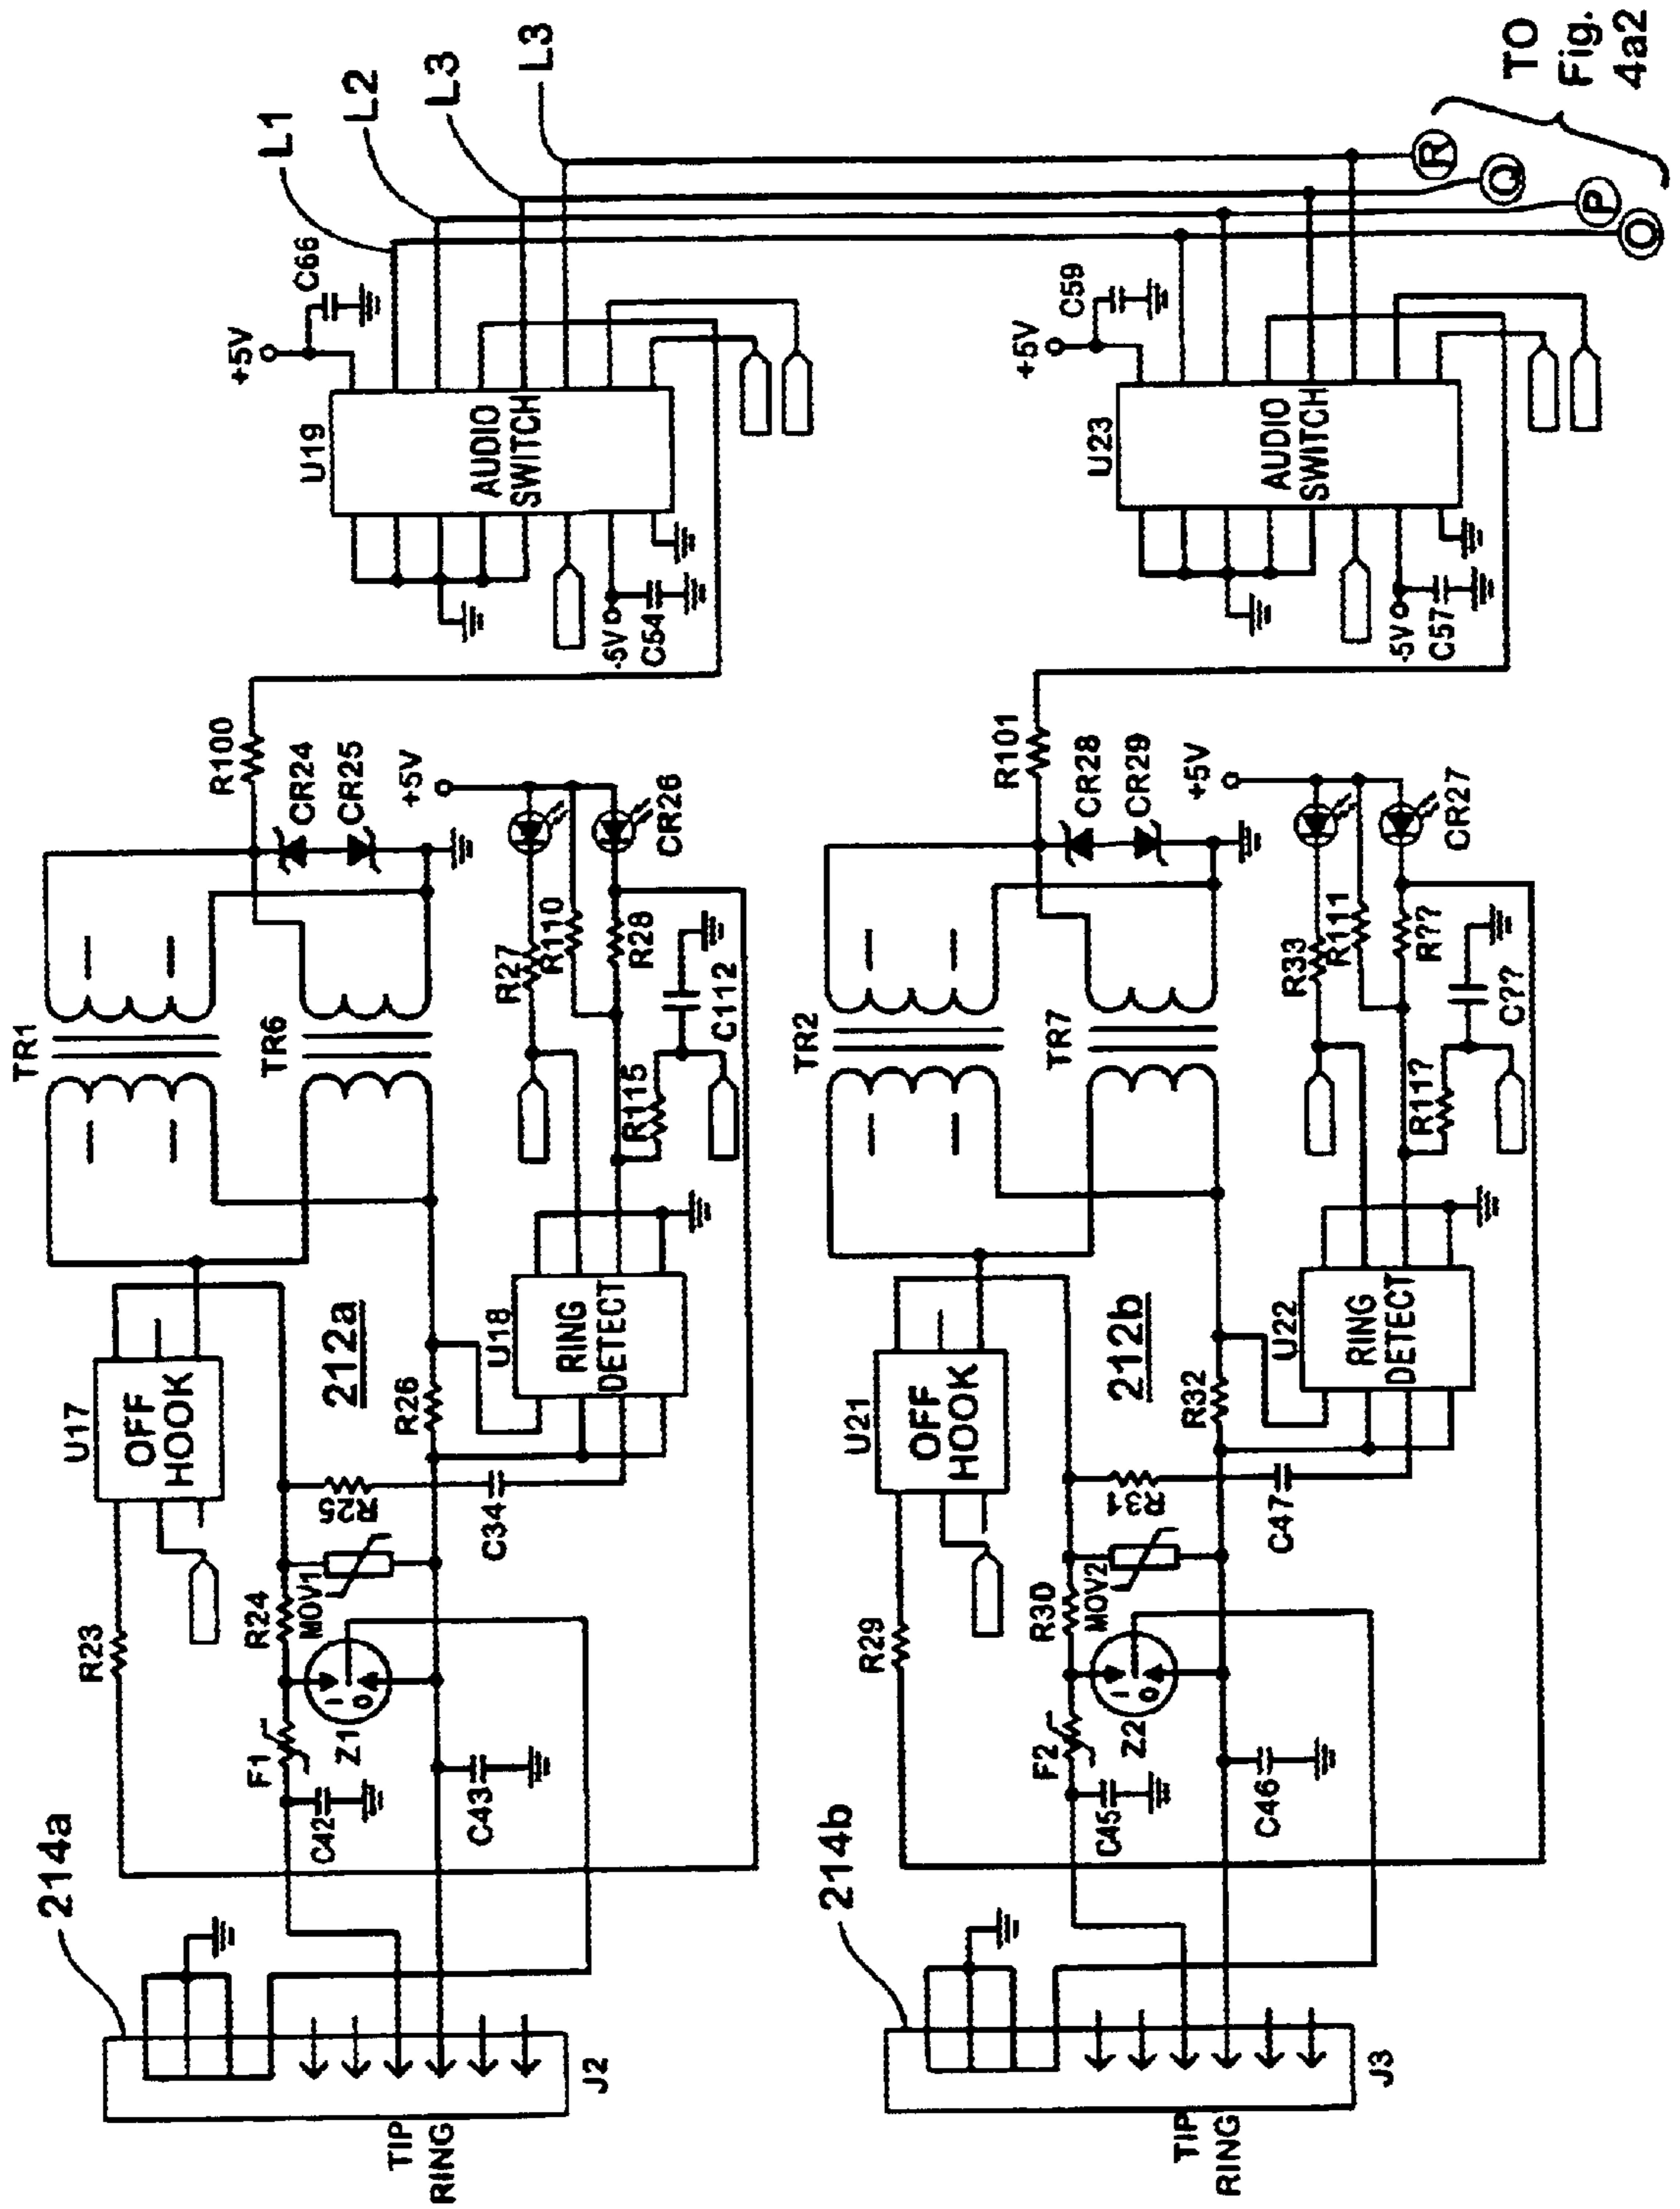 214a
TIP
RING
J2
R23
U17
OFF
HOOK
F1
R24
C42
Z1
MOV1
C43
R25
C34
212a
R26
U18
RING
DETECT
TR1
TR6
R27
R110
R28
R115
C112
R100
CR24
CR25
+5V
CR26
U19
AUDIO
SWITCH
+5V
C66
-5V
C54
L1
L2
L3
L3
214b
TIP
RING
J3
R29
U21
OFF
HOOK
F2
R30
C45
Z2
MOV2
C46
R31
C47
212b
R32
U22
RING
DETECT
TR2
TR7
R33
R111
R??
R11?
C??
R101
CR28
CR29
+5V
CR27
U23
AUDIO
SWITCH
+5V
C59
-5V
C57
R
Q
P
O
TO
Fig.
4a2